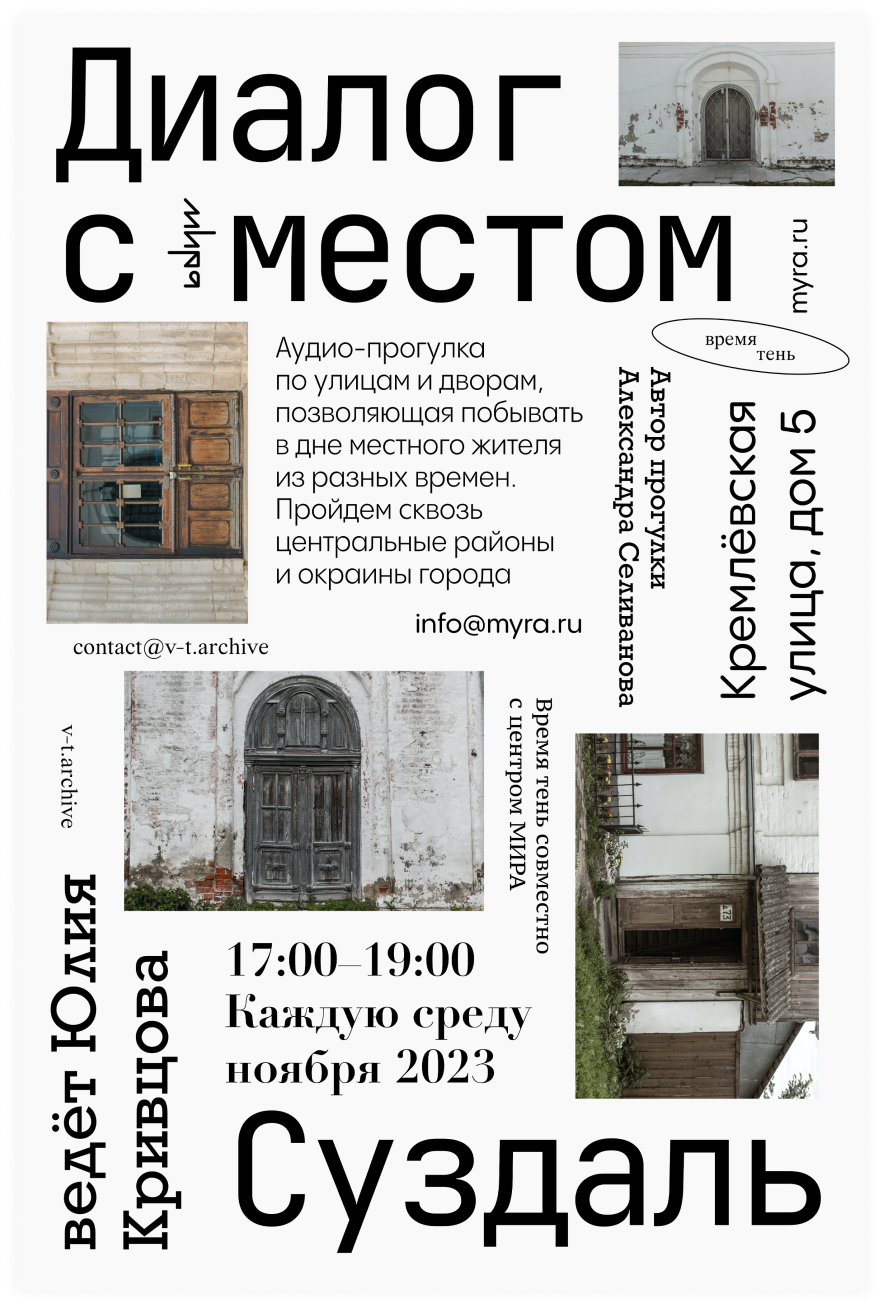 Диалог
с местом
мира
myra.ru
время
тень
Аудио-прогулка
по улицам и дворам,
позволяющая побывать
в дне местного жителя
из разных времен.
Пройдем сквозь
центральные районы
и окраины города
info@myra.ru
Автор прогулки
Александра Селиванова
Кремлёвская
улица, дом 5
contact@v-t.archive
v-t.archive
Время тень совместно
с центром МИРА
ведёт Юлия
Кривцова
17:00–19:00
Каждую среду
ноября 2023
Суздаль